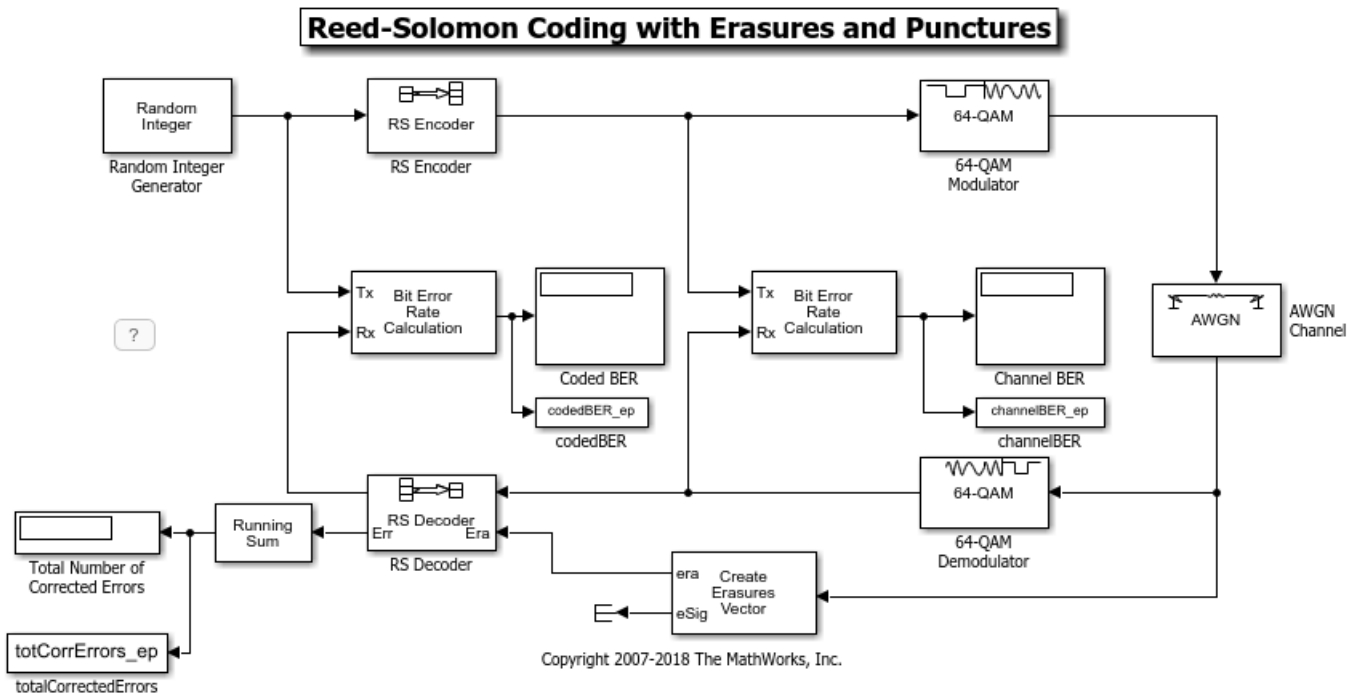 Reed-Solomon Coding with Erasures and Punctures
Random
Integer
Random Integer
Generator
RS Encoder
RS Encoder
64-QAM
64-QAM
Modulator
Tx
Rx
Bit Error
Rate
Calculation
Coded BER
codedBER_ep
codedBER
Tx
Rx
Bit Error
Rate
Calculation
Channel BER
channelBER_ep
channelBER
AWGN
AWGN
Channel
?
64-QAM
64-QAM
Demodulator
RS Decoder
Err
Era
RS Decoder
Running
Sum
Total Number of
Corrected Errors
totCorrErrors_ep
totalCorrectedErrors
era
eSig
Create
Erasures
Vector
Copyright 2007-2018 The MathWorks, Inc.